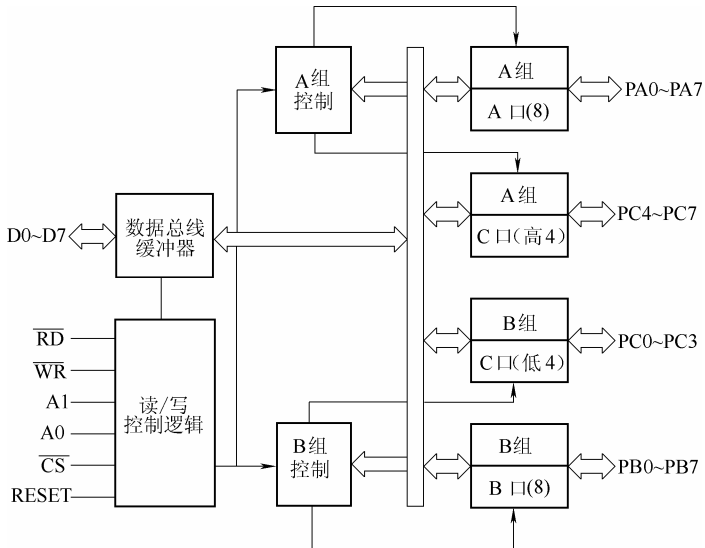 A组
控制
A组
A 口(8)
PA0~PA7
A组
C口(高4)
PC4~PC7
D0~D7
数据总线
缓冲器
B组
C口(低4)
PC0~PC3
RD
WR
A1
A0
CS
RESET
读/写
控制逻辑
B组
控制
B组
B 口(8)
PB0~PB7